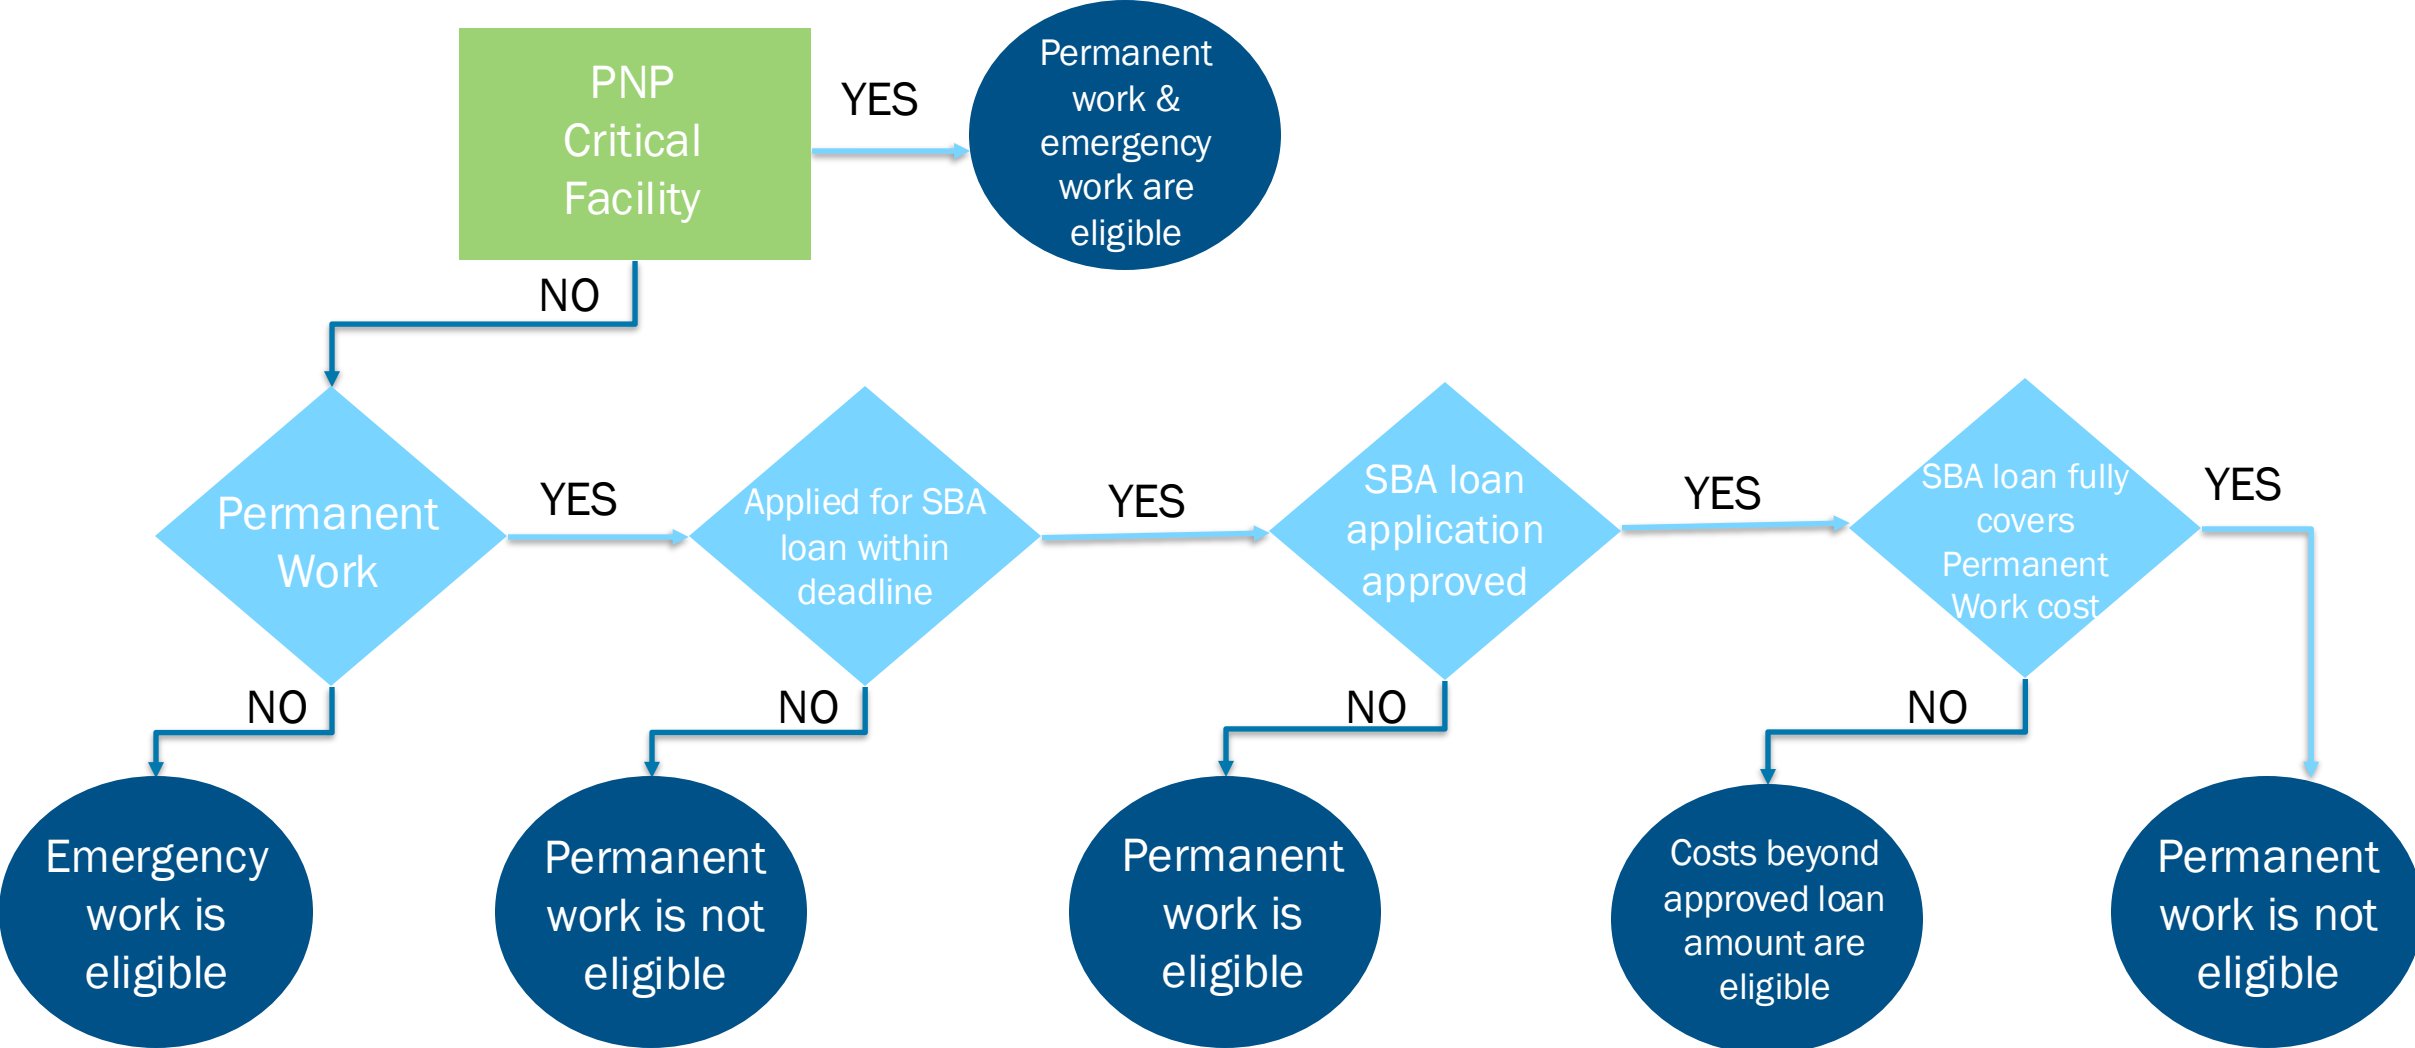 PNP
Critical
Facility
YES
Permanent
work &
emergency
work are
eligible
NO
Permanent
Work
YES
Applied for SBA
loan within
deadline
YES
SBA loan
application
approved
YES
SBA loan fully
covers
Permanent
Work cost
YES
NO
NO
NO
NO
Emergency
work is
eligible
Permanent
work is not
eligible
Permanent
work is
eligible
Costs beyond
approved loan
amount are
eligible
Permanent
work is not
eligible